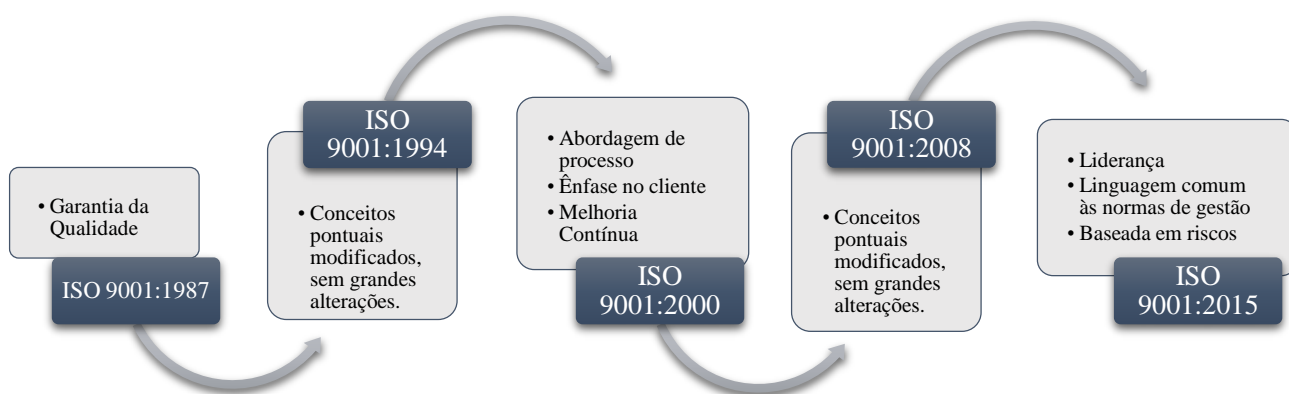 • Garantia da
Qualidade
ISO 9001:1987
ISO
9001:1994
• Conceitos
pontuais
modificados,
sem grandes
alterações.
• Abordagem de
processo
• Ênfase no cliente
• Melhoria
Contínua
ISO
9001:2000
ISO
9001:2008
• Conceitos
pontuais
modificados,
sem grandes
alterações.
• Liderança
• Linguagem comum
às normas de gestão
• Baseada em riscos
ISO
9001:2015